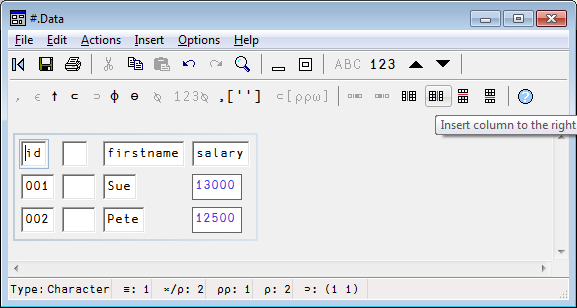 #.Data
File Edit Actions Insert Options Help
ABC 123
, ϵ ↑ ⊂ ⊃ ϕ ⊖ ⍉ 123⍉ ,[''] ⊂[⍴⍴⍵]
Insert column to the right
id firstname salary
001 Sue 13000
002 Pete 12500
Type: Character ≡: 1 ×/⍴: 2 ⍴⍴: 1 ⍴: 2 ⊃: (1 1)